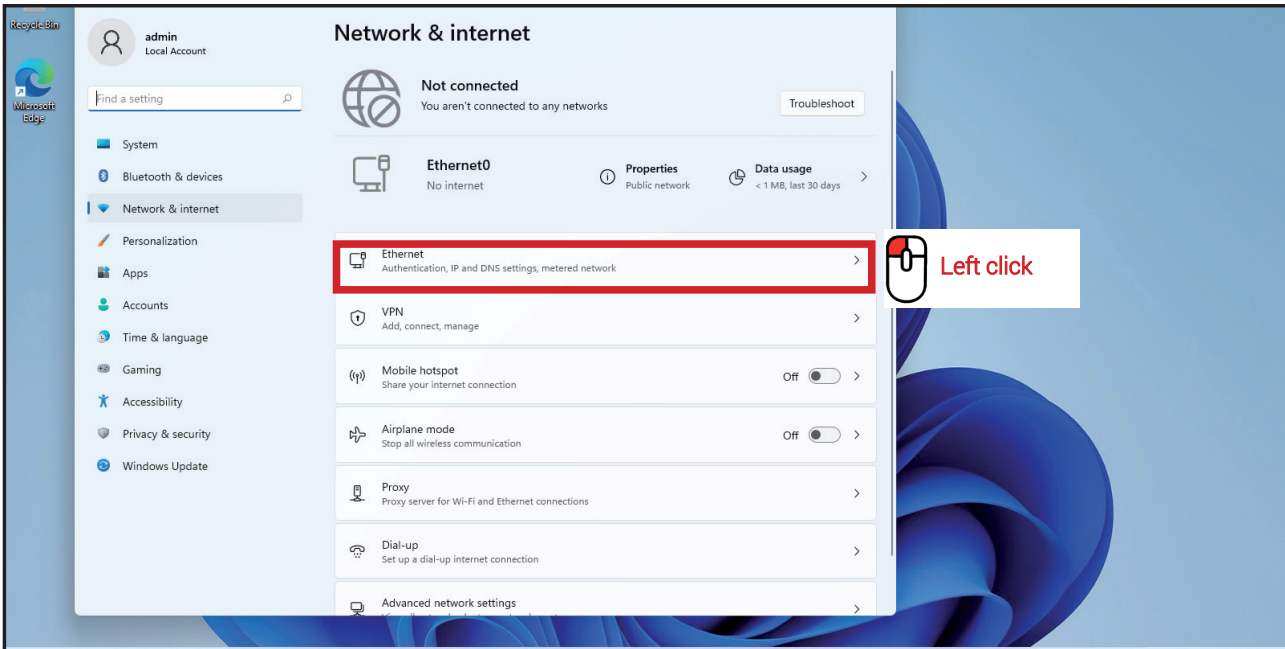 Recycle Bin
Microsoft
Edge
admin
Local Account
Find a setting
System
Bluetooth & devices
Network & internet
Personalization
Apps
Accounts
Time & language
Gaming
Accessibility
Privacy & security
Windows Update
Network & internet
Not connected
You aren't connected to any networks
Troubleshoot
Ethernet0
No internet
Properties
Public network
Data usage
< 1 MB, last 30 days
Ethernet
Authentication, IP and DNS settings, metered network
Left click
VPN
Add, connect, manage
Mobile hotspot
Share your internet connection
Off
Airplane mode
Stop all wireless communication
Off
Proxy
Proxy server for Wi-Fi and Ethernet connections
Dial-up
Set up a dial-up internet connection
Advanced network settings